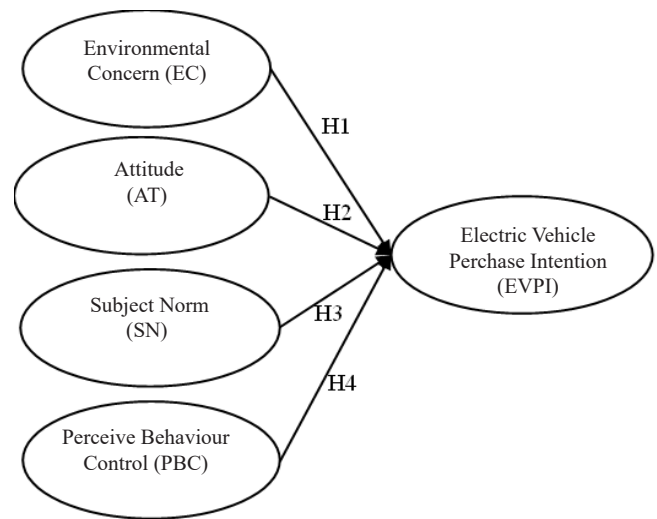 Environmental
Concern (EC)
H1
Attitude
(AT)
H2
Electric Vehicle
Perchase Intention
(EVPI)
Subject Norm
(SN)
H3
H4
Perceive Behaviour
Control (PBC)